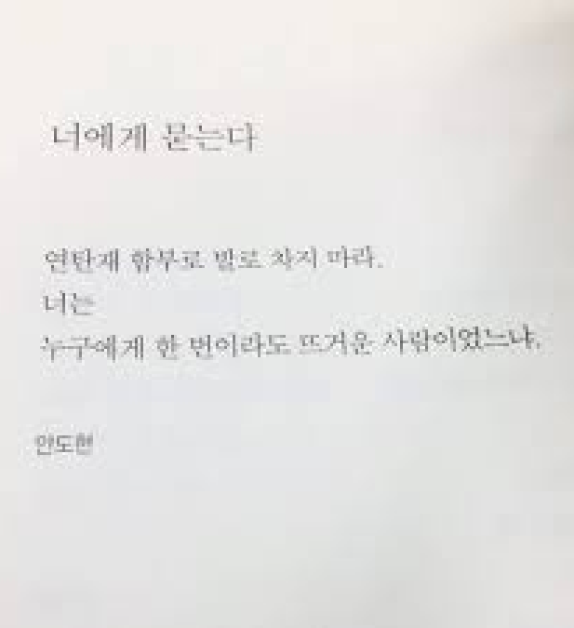 너에게 묻는다
연탄재 함부로 발로 차지 마라.
너는
누구에게 한 번이라도 뜨거운 사람이었느냐.
안도현